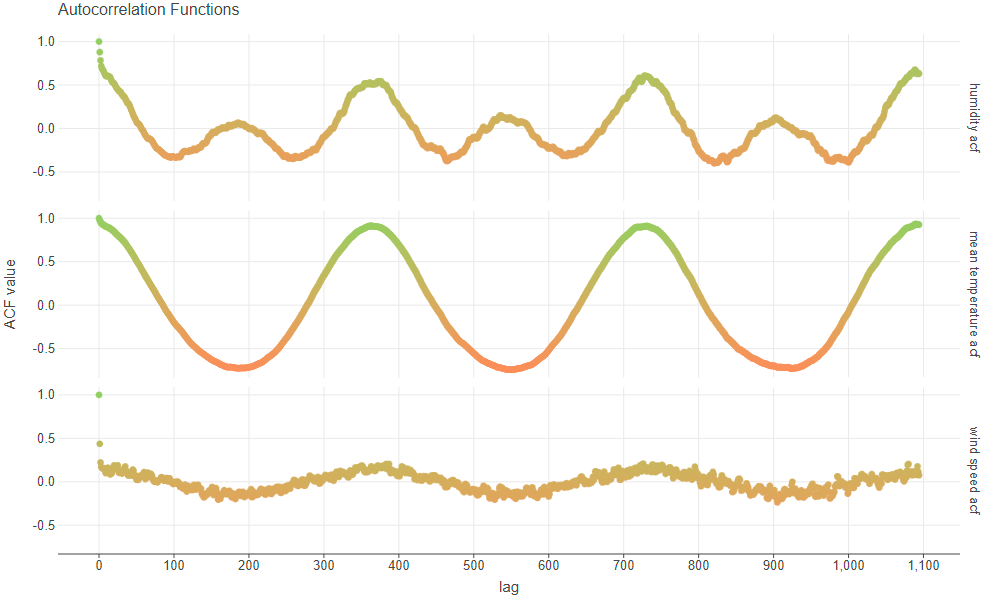 Autocorrelation Functions
1.0
0.5
0.0
-0.5
humidity acf
1.0
0.5
0.0
-0.5
mean temperature acf
ACF value
1.0
0.5
0.0
-0.5
wind speed acf
0 100 200 300 400 500 600 700 800 900 1,000 1,100
lag